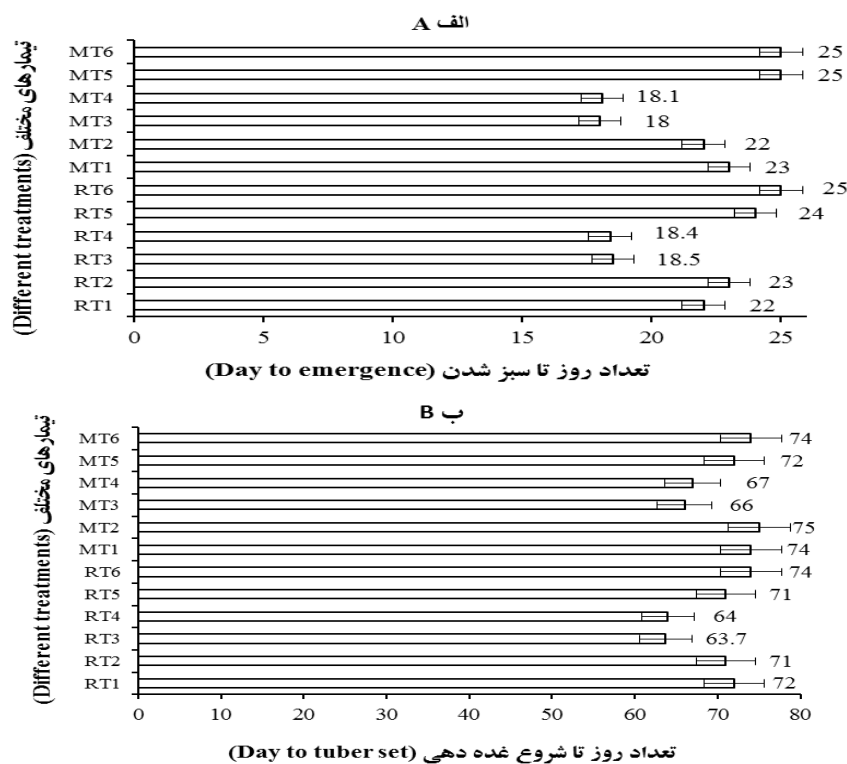 الف A
تیمارهای مختلف (Different treatments)
MT6 25
MT5 25
MT4 18.1
MT3 18
MT2 22
MT1 23
RT6 25
RT5 24
RT4 18.4
RT3 18.5
RT2 23
RT1 22
0 5 10 15 20 25
تعداد روز تا سبز شدن (Day to emergence)
ب B
تیمارهای مختلف (Different treatments)
MT6 74
MT5 72
MT4 67
MT3 66
MT2 75
MT1 74
RT6 74
RT5 71
RT4 64
RT3 63.7
RT2 71
RT1 72
0 10 20 30 40 50 60 70 80
تعداد روز تا شروع غده دهی (Day to tuber set)